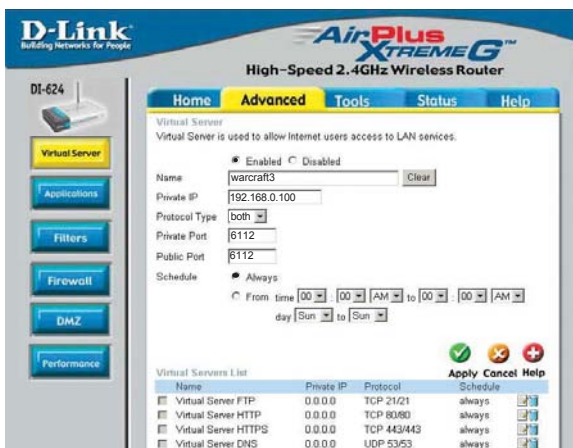 D-Link
Building Networks for People
AirPlus
XTREME G™
High-Speed 2.4GHz Wireless Router
DI-624
Home Advanced Tools Status Help
Virtual Server
Applications
Filters
Firewall
DMZ
Performance
Virtual Server
Virtual Server is used to allow Internet users access to LAN services.
Enabled Disabled
Name warcraft3 Clear
Private IP 192.168.0.100
Protocol Type both
Private Port 6112
Public Port 6112
Schedule Always
From time 00 : 00 AM to 00 : 00 AM
day Sun to Sun
Apply Cancel Help
Virtual Servers List
Name Private IP Protocol Schedule
Virtual Server FTP 0.0.0.0 TCP 21/21 always
Virtual Server HTTP 0.0.0.0 TCP 80/80 always
Virtual Server HTTPS 0.0.0.0 TCP 443/443 always
Virtual Server DNS 0.0.0.0 UDP 53/53 always